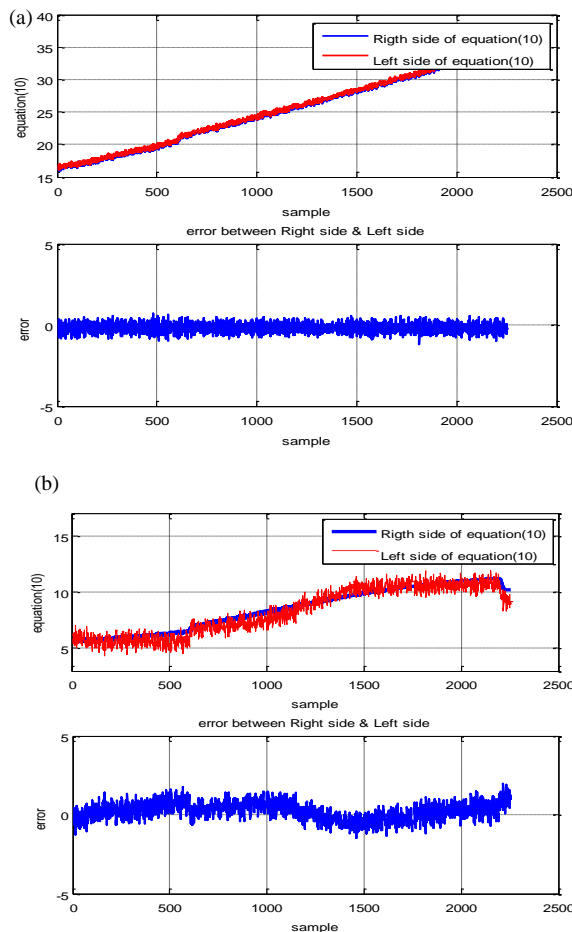 (a)
40
35
30
25
20
15
equation(10)
Rigth side of equation(10)
Left side of equation(10)
0 500 1000 1500 2000 2500
sample
error between Right side & Left side
5
0
-5
error
0 500 1000 1500 2000 2500
sample
(b)
15
10
5
equation(10)
Rigth side of equation(10)
Left side of equation(10)
0 500 1000 1500 2000 2500
sample
error between Right side & Left side
5
0
-5
error
0 500 1000 1500 2000 2500
sample